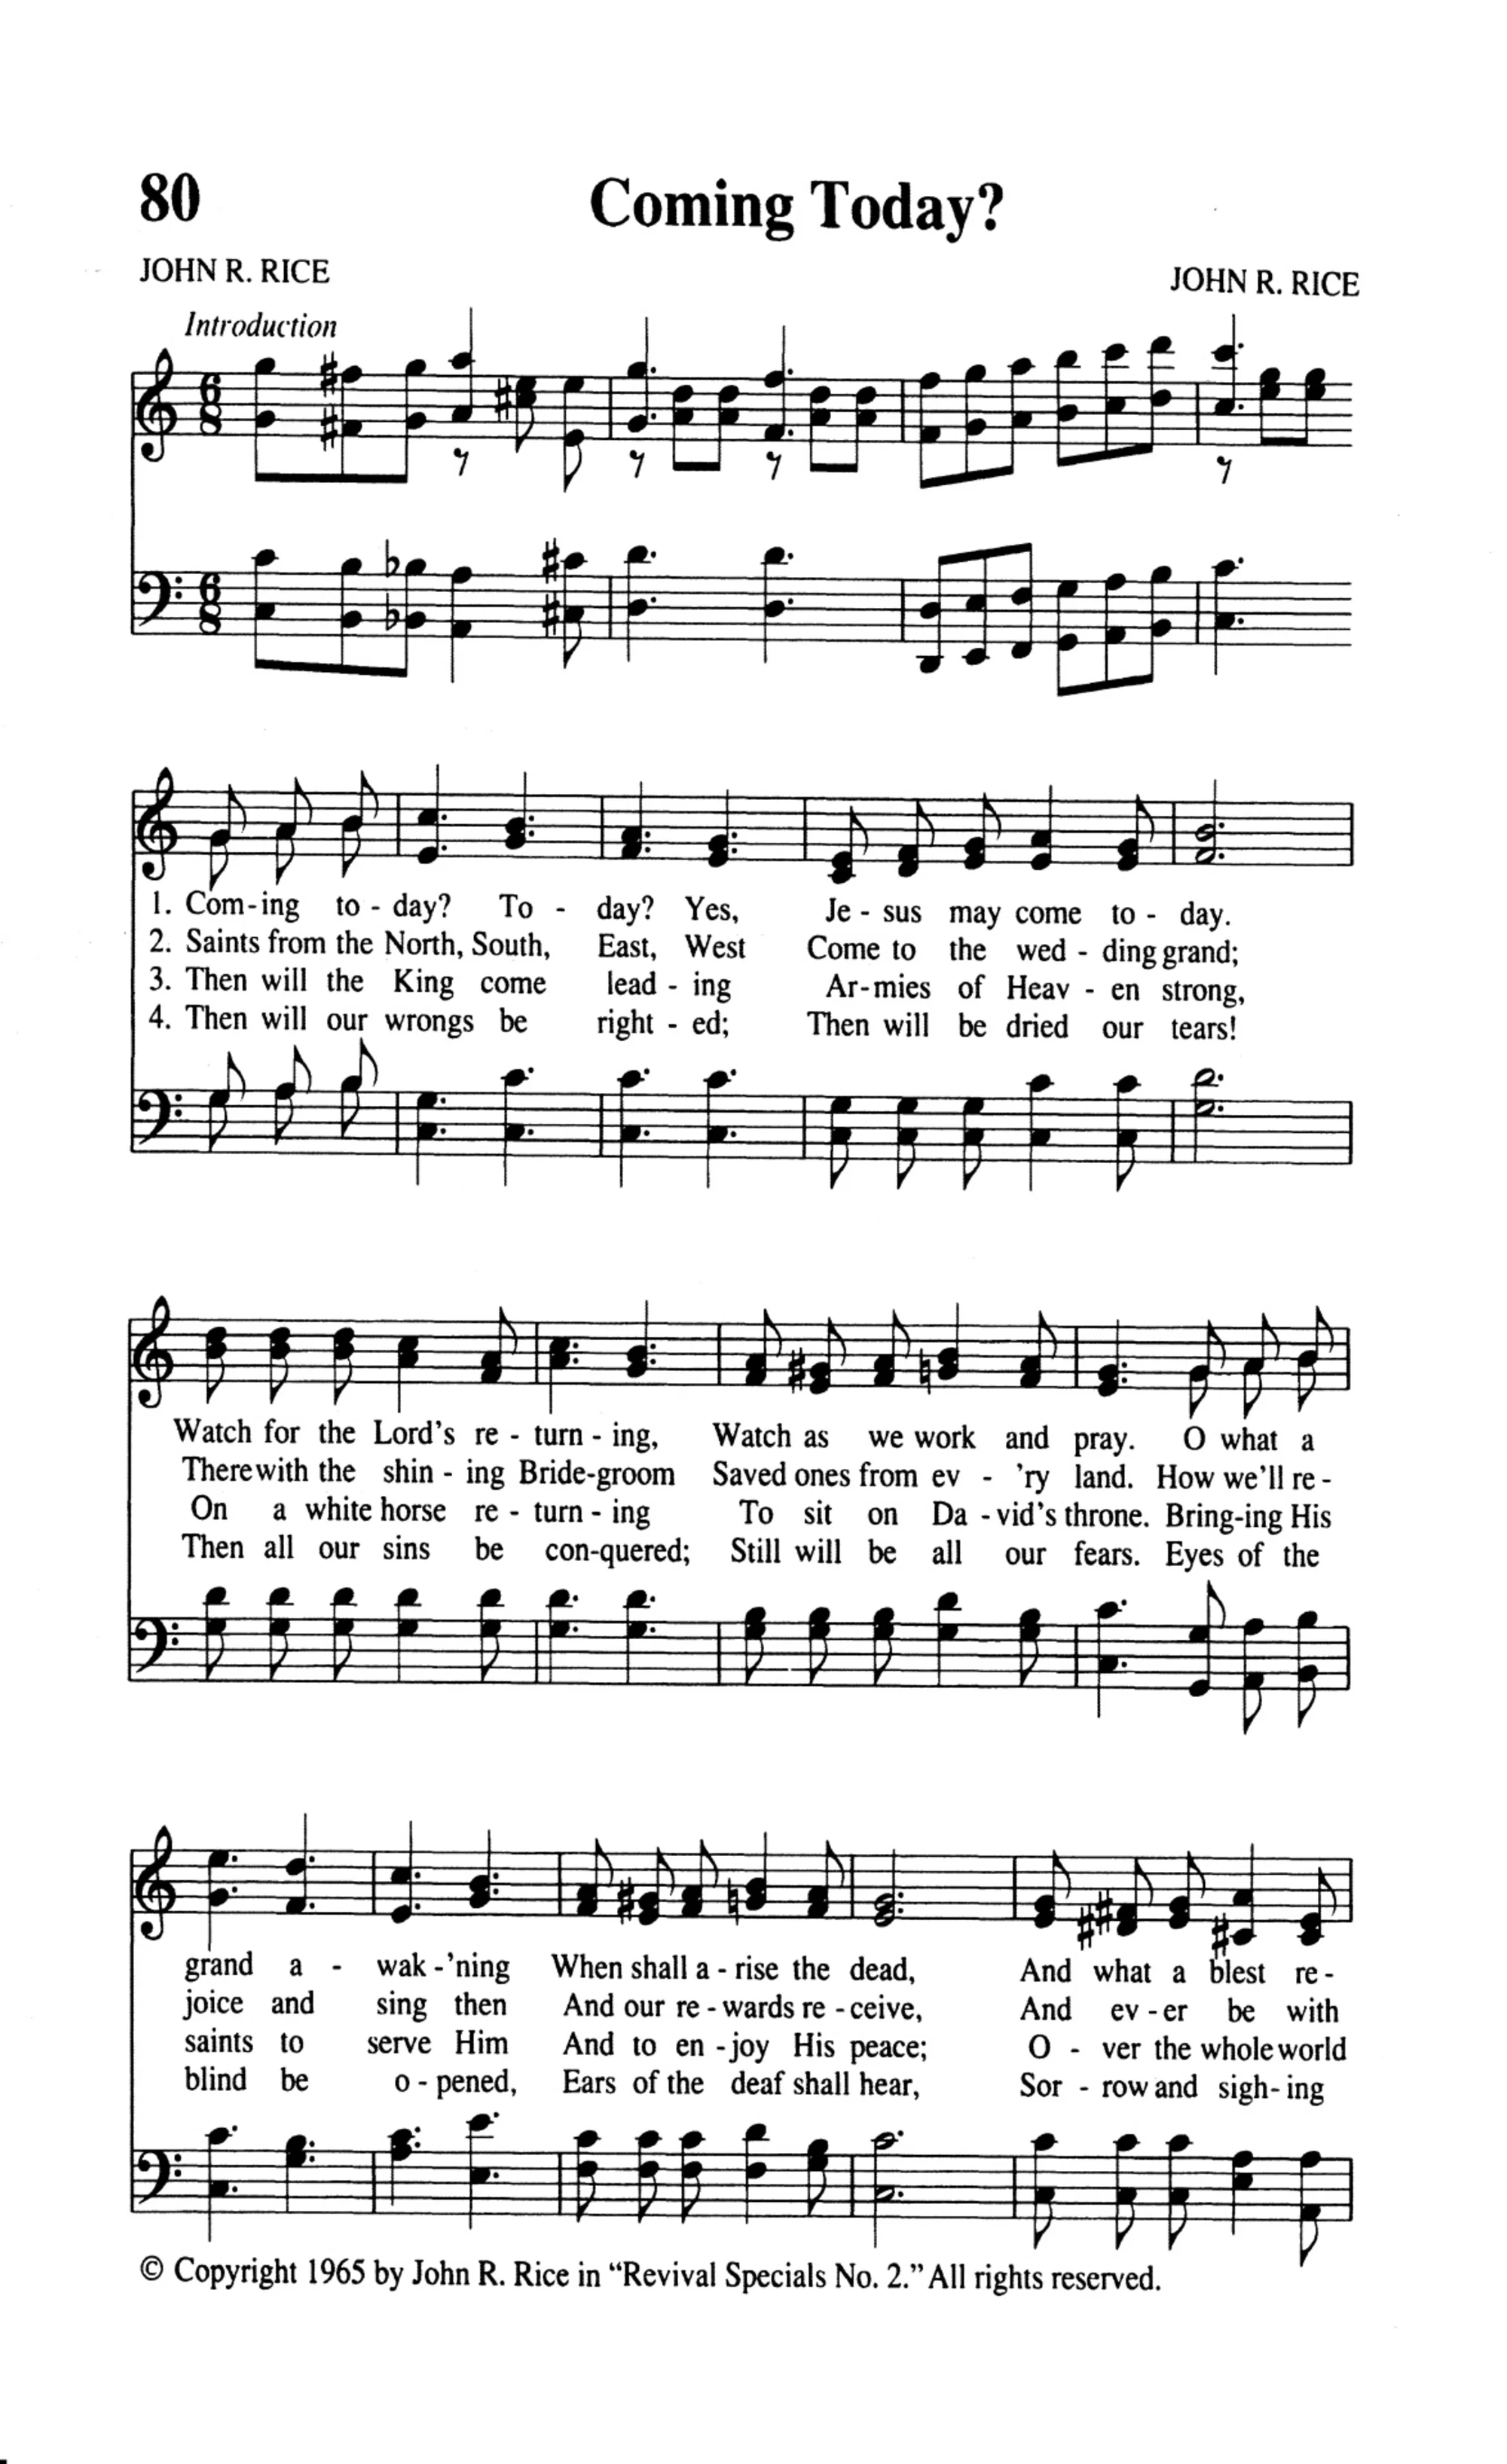 80
Coming Today?
JOHN R. RICE
JOHN R. RICE
Introduction
1. Com-ing to - day? To - day? Yes, Je - sus may come to - day.
2. Saints from the North, South, East, West Come to the wed - ding grand;
3. Then will the King come lead - ing Ar-mies of Heav - en strong,
4. Then will our wrongs be right - ed; Then will be dried our tears!
Watch for the Lord's re - turn - ing, Watch as we work and pray. O what a
There with the shin - ing Bride-groom Saved ones from ev - 'ry land. How we'll re -
On a white horse re - turn - ing To sit on Da - vid's throne. Bring-ing His
Then all our sins be con-quered; Still will be all our fears. Eyes of the
grand a - wak -'ning When shall a - rise the dead, And what a blest re -
joice and sing then And our re - wards re - ceive, And ev - er be with
saints to serve Him And to en -joy His peace; O - ver the whole world
blind be o - pened, Ears of the deaf shall hear, Sor - row and sigh- ing
© Copyright 1965 by John R. Rice in “Revival Specials No. 2.” All rights reserved.